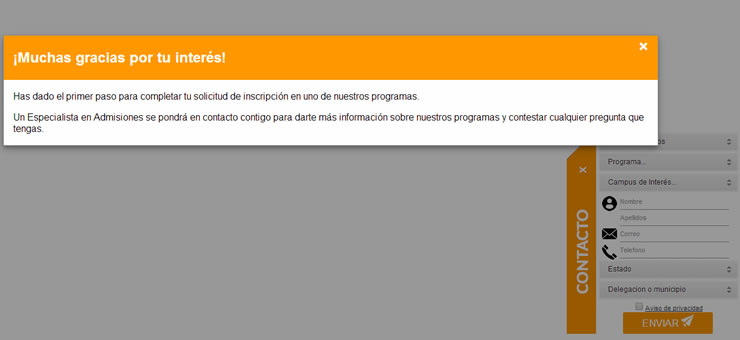 ¡Muchas gracias por tu interés!
Has dado el primer paso para completar tu solicitud de inscripción en uno de nuestros programas.
Un Especialista en Admisiones se pondrá en contacto contigo para darte más información sobre nuestros programas y contestar cualquier pregunta que
tengas.
CONTACTO
Programa...
Campus de Interés...
Nombre
Apellidos
Correo
Telefono
Estado
Delegacion o municipio
Aviso de privacidad
ENVIAR